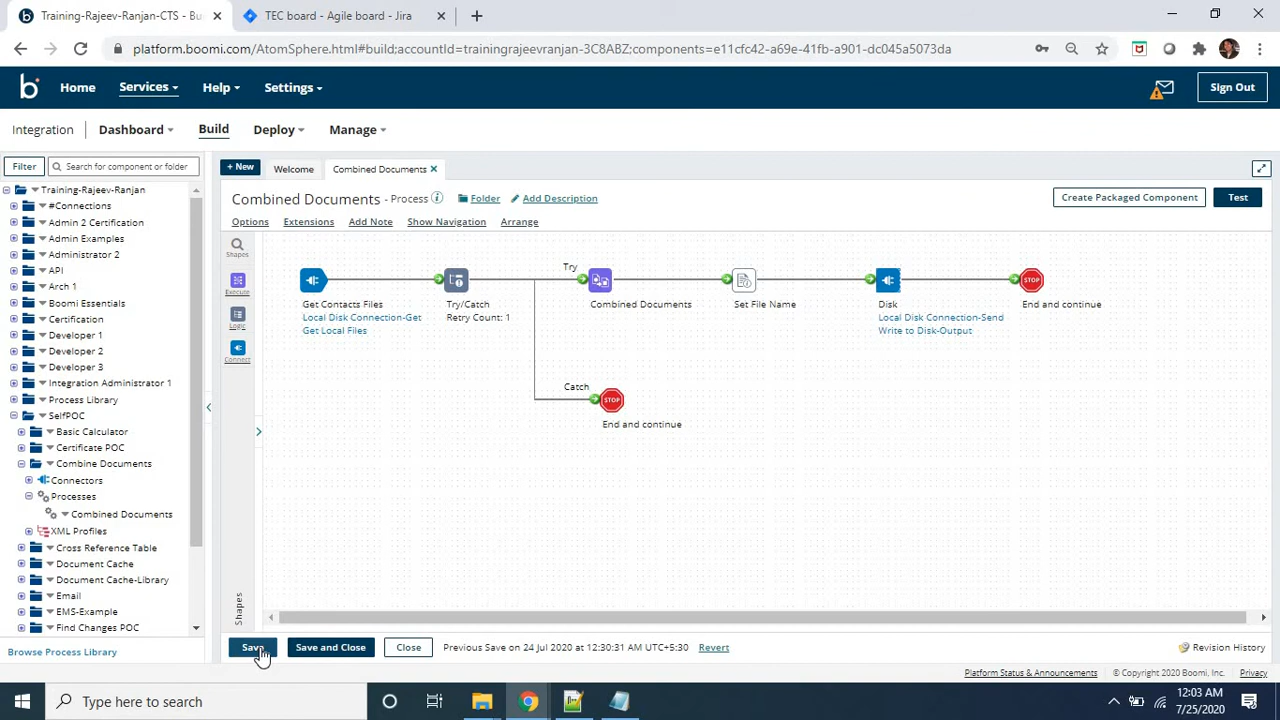 Training-Rajeev-Ranjan-CTS - Bu
TEC board - Agile board - Jira
platform.boomi.com/AtomSphere.html#build;accountId=trainingrajeevranjan-3C8ABZ;components=e11cfc42-a69e-41fb-a901-dc045a5073da
b
Home
Services
Help
Settings
Sign Out
Integration
Dashboard
Build
Deploy
Manage
Filter
Search for component or folder
+ New
Welcome
Combined Documents
Training-Rajeev-Ranjan
#Connections
Admin 2 Certification
Admin Examples
Administrator 2
API
Arch 1
Boomi Essentials
Certification
Developer 1
Developer 2
Developer 3
Integration Administrator 1
Process Library
SelfPOC
Basic Calculator
Certificate POC
Combine Documents
Connectors
Processes
Combined Documents
XML Profiles
Cross Reference Table
Document Cache
Document Cache-Library
Email
EMS-Example
Find Changes POC
Browse Process Library
Combined Documents - Process
Folder
Add Description
Create Packaged Component
Test
Options
Extensions
Add Note
Show Navigation
Arrange
Shapes
Execute
Logic
Connect
Shapes
Get Contacts Files
Local Disk Connection-Get
Get Local Files
Try/Catch
Retry Count: 1
Try
Combined Documents
Set File Name
Disk
Local Disk Connection-Send
Write to Disk-Output
End and continue
Catch
STOP
STOP
End and continue
Save
Save and Close
Close
Previous Save on 24 Jul 2020 at 12:30:31 AM UTC+5:30
Revert
Revision History
Platform Status & Announcements
© Copyright 2020 Boomi, Inc.
Privacy
Type here to search
12:03 AM
7/25/2020